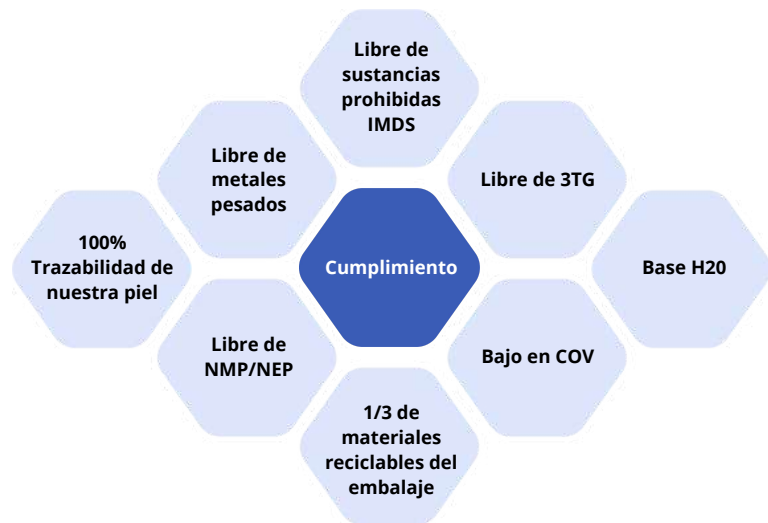 Libre de
sustancias
prohibidas
IMDS
Libre de
metales
pesados
Libre de 3TG
100%
Trazabilidad de
nuestra piel
Cumplimiento
Base H20
Libre de
NMP/NEP
Bajo en COV
1/3 de
materiales
reciclables del
embalaje